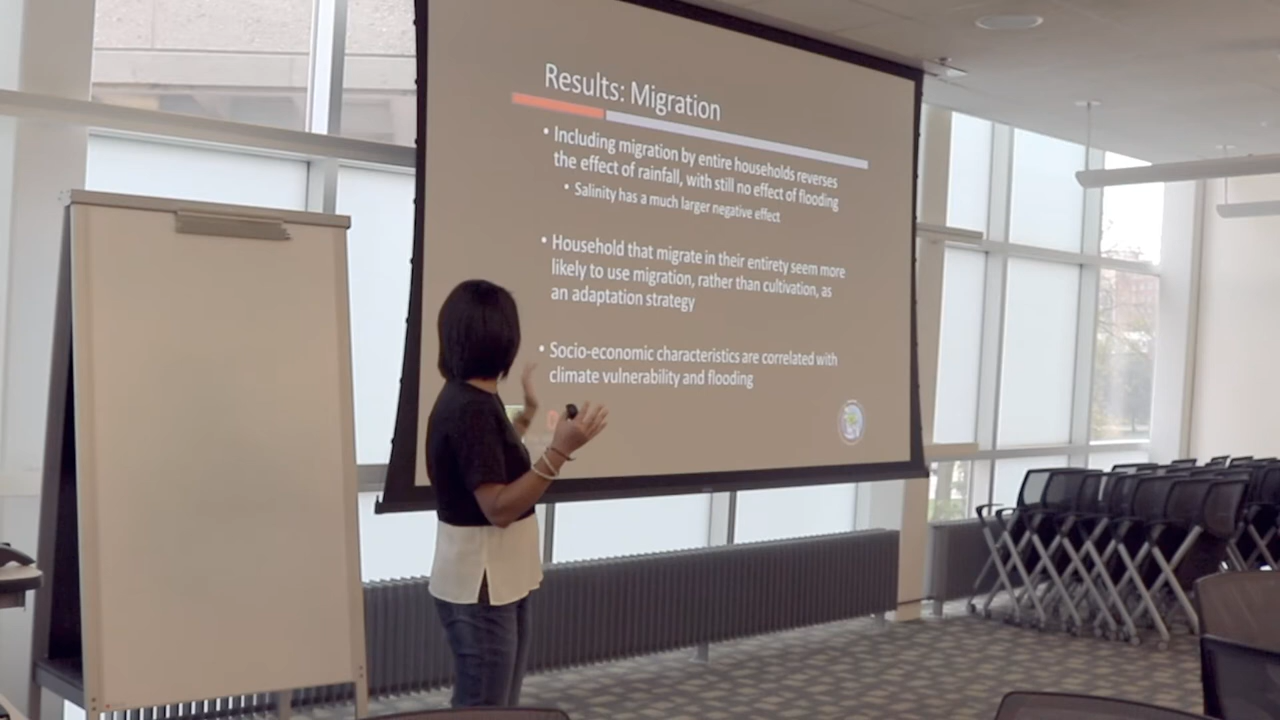 Results: Migration
• Including migration by entire households reverses
the effect of rainfall, with still no effect of flooding
• Salinity has a much larger negative effect
• Household that migrate in their entirety seem more
likely to use migration, rather than cultivation, as
an adaptation strategy
• Socio-economic characteristics are correlated with
climate vulnerability and flooding